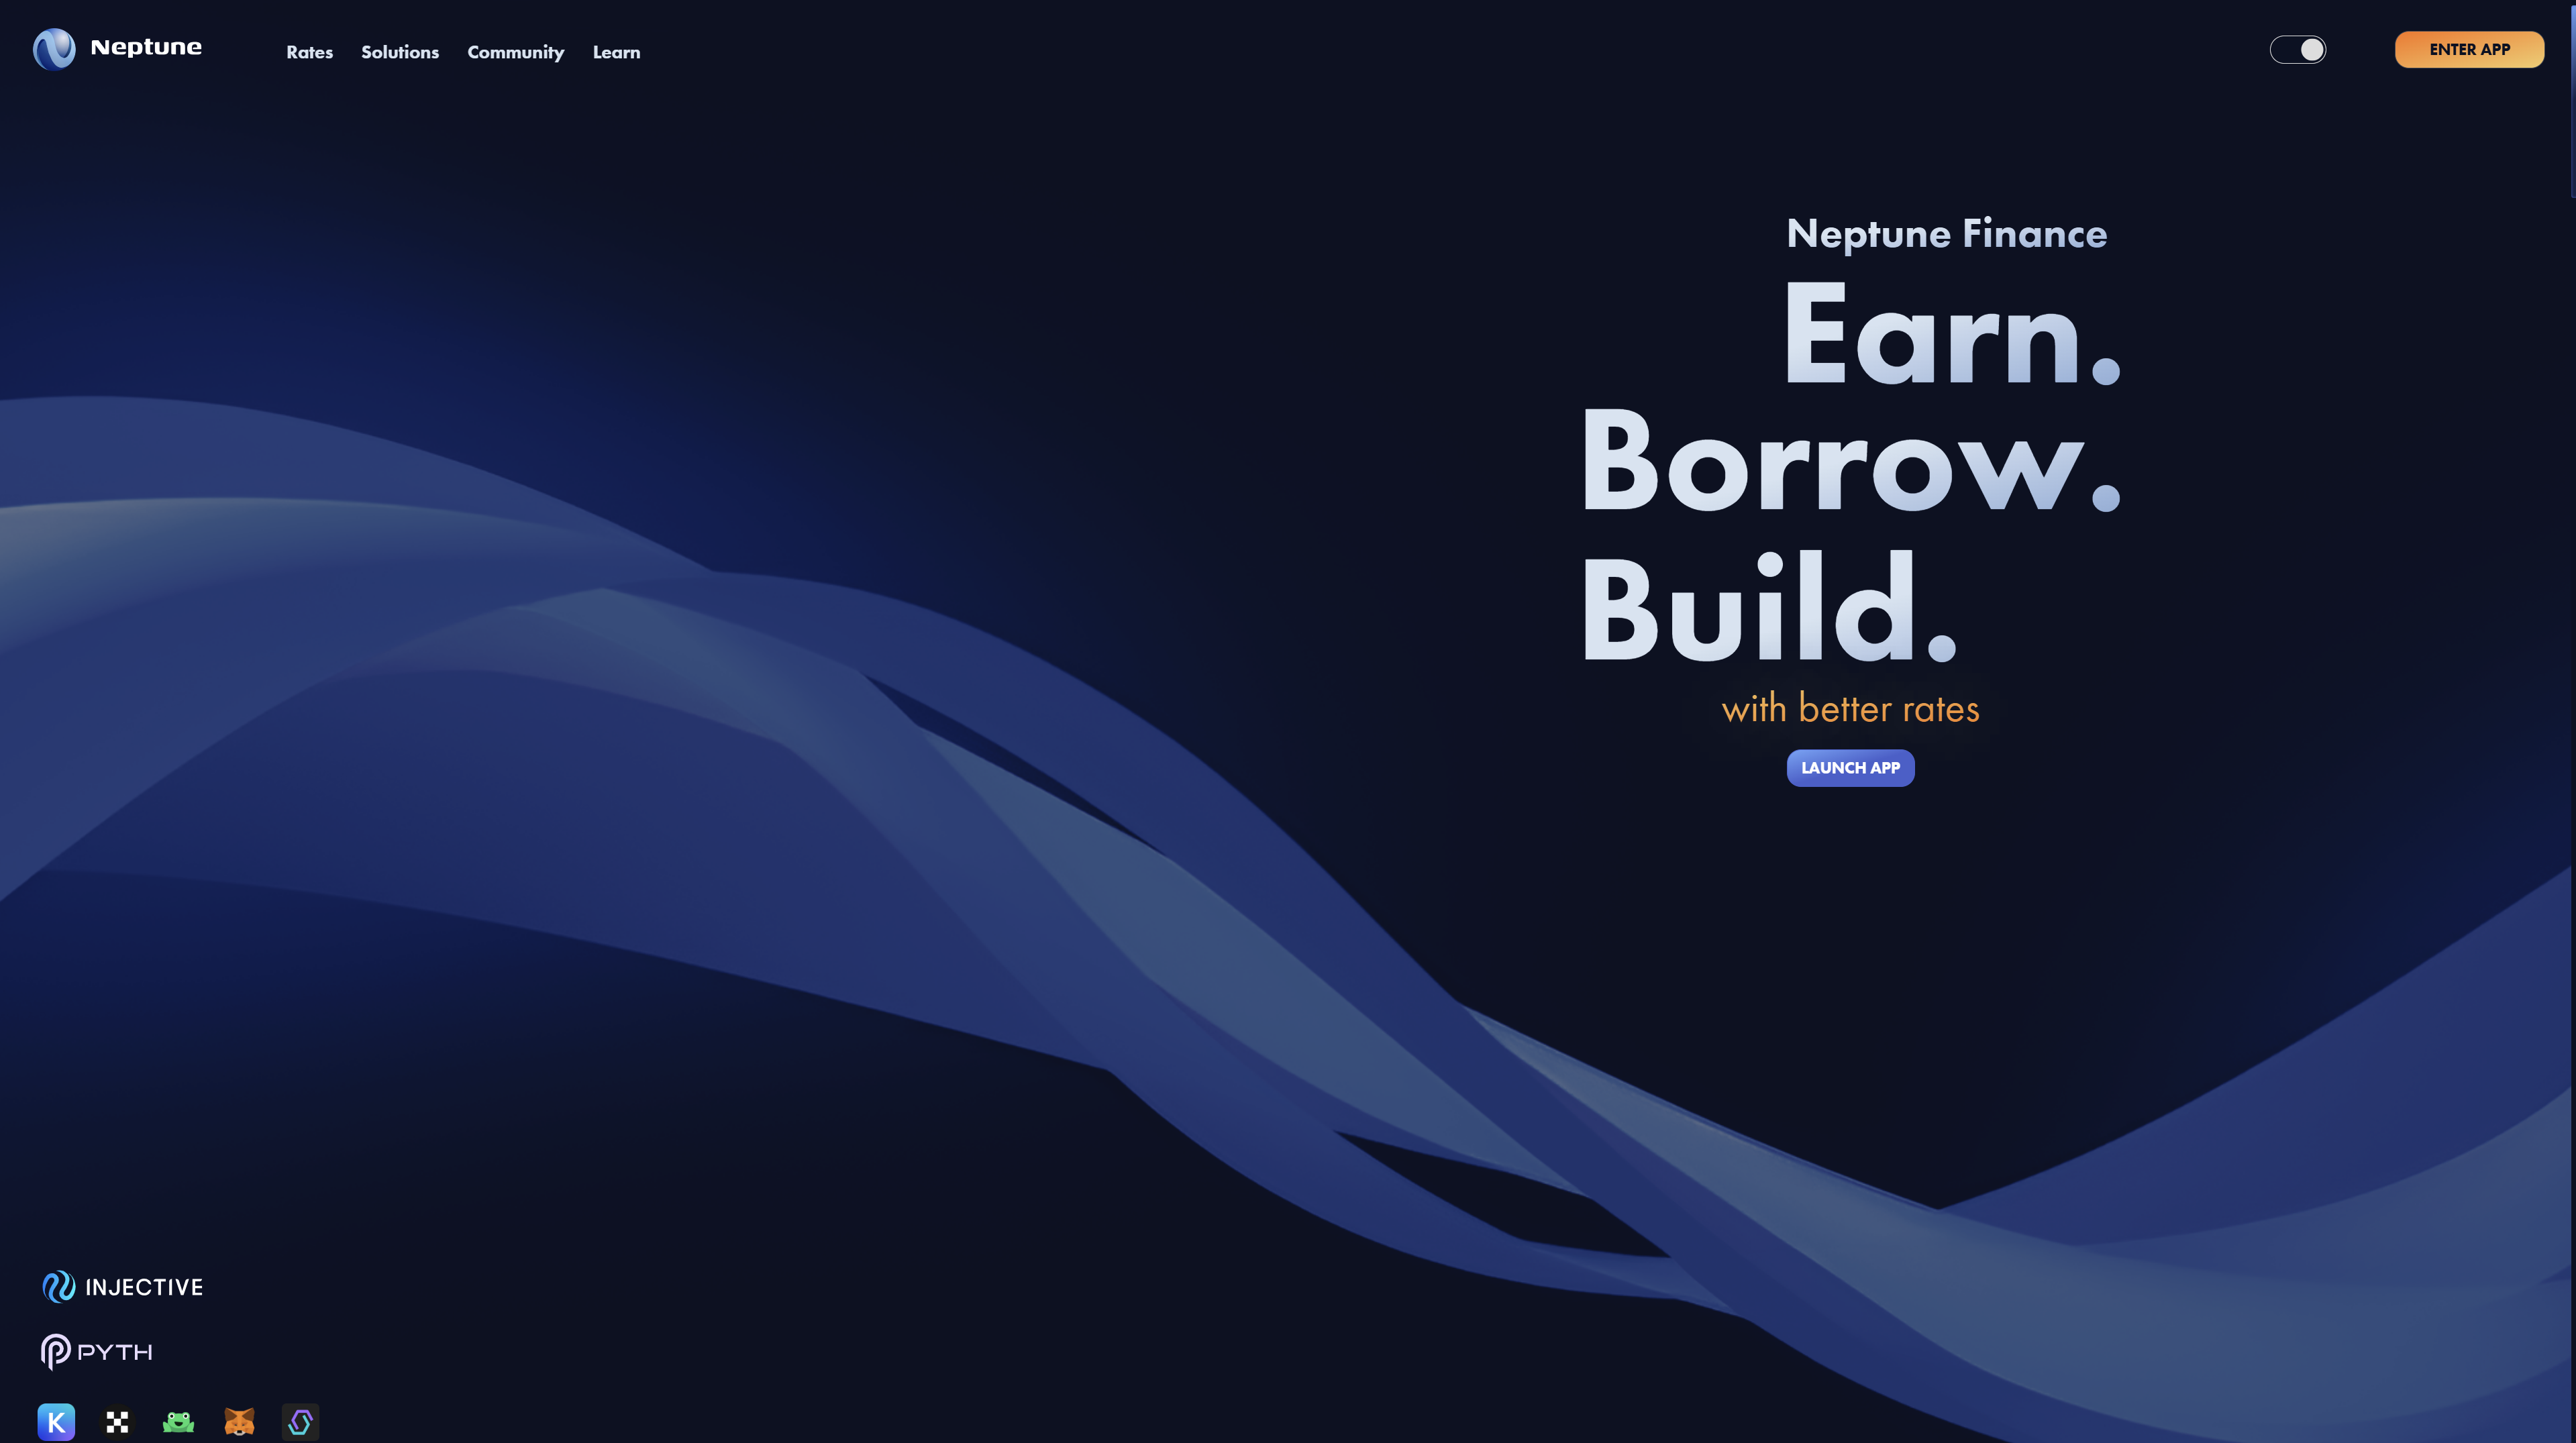 Neptune
Rates Solutions Community Learn
ENTER APP
Neptune Finance
Earn.
Borrow.
Build.
with better rates
LAUNCH APP
INJECTIVE
PYTH
K